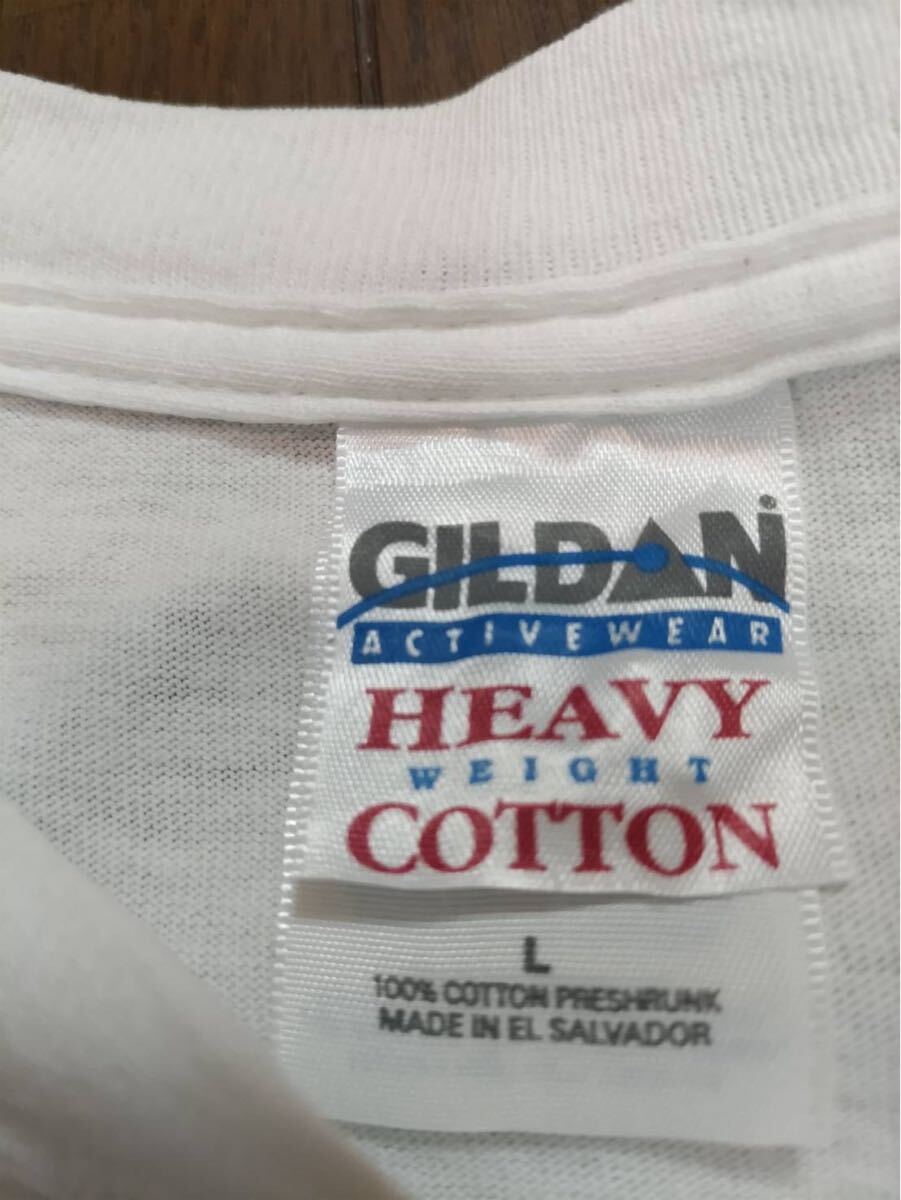 GILDAN®
ACTIVEWEAR
HEAVY
WEIGHT
COTTON
L
100% COTTON PRESHRUNK
MADE IN EL SALVADOR